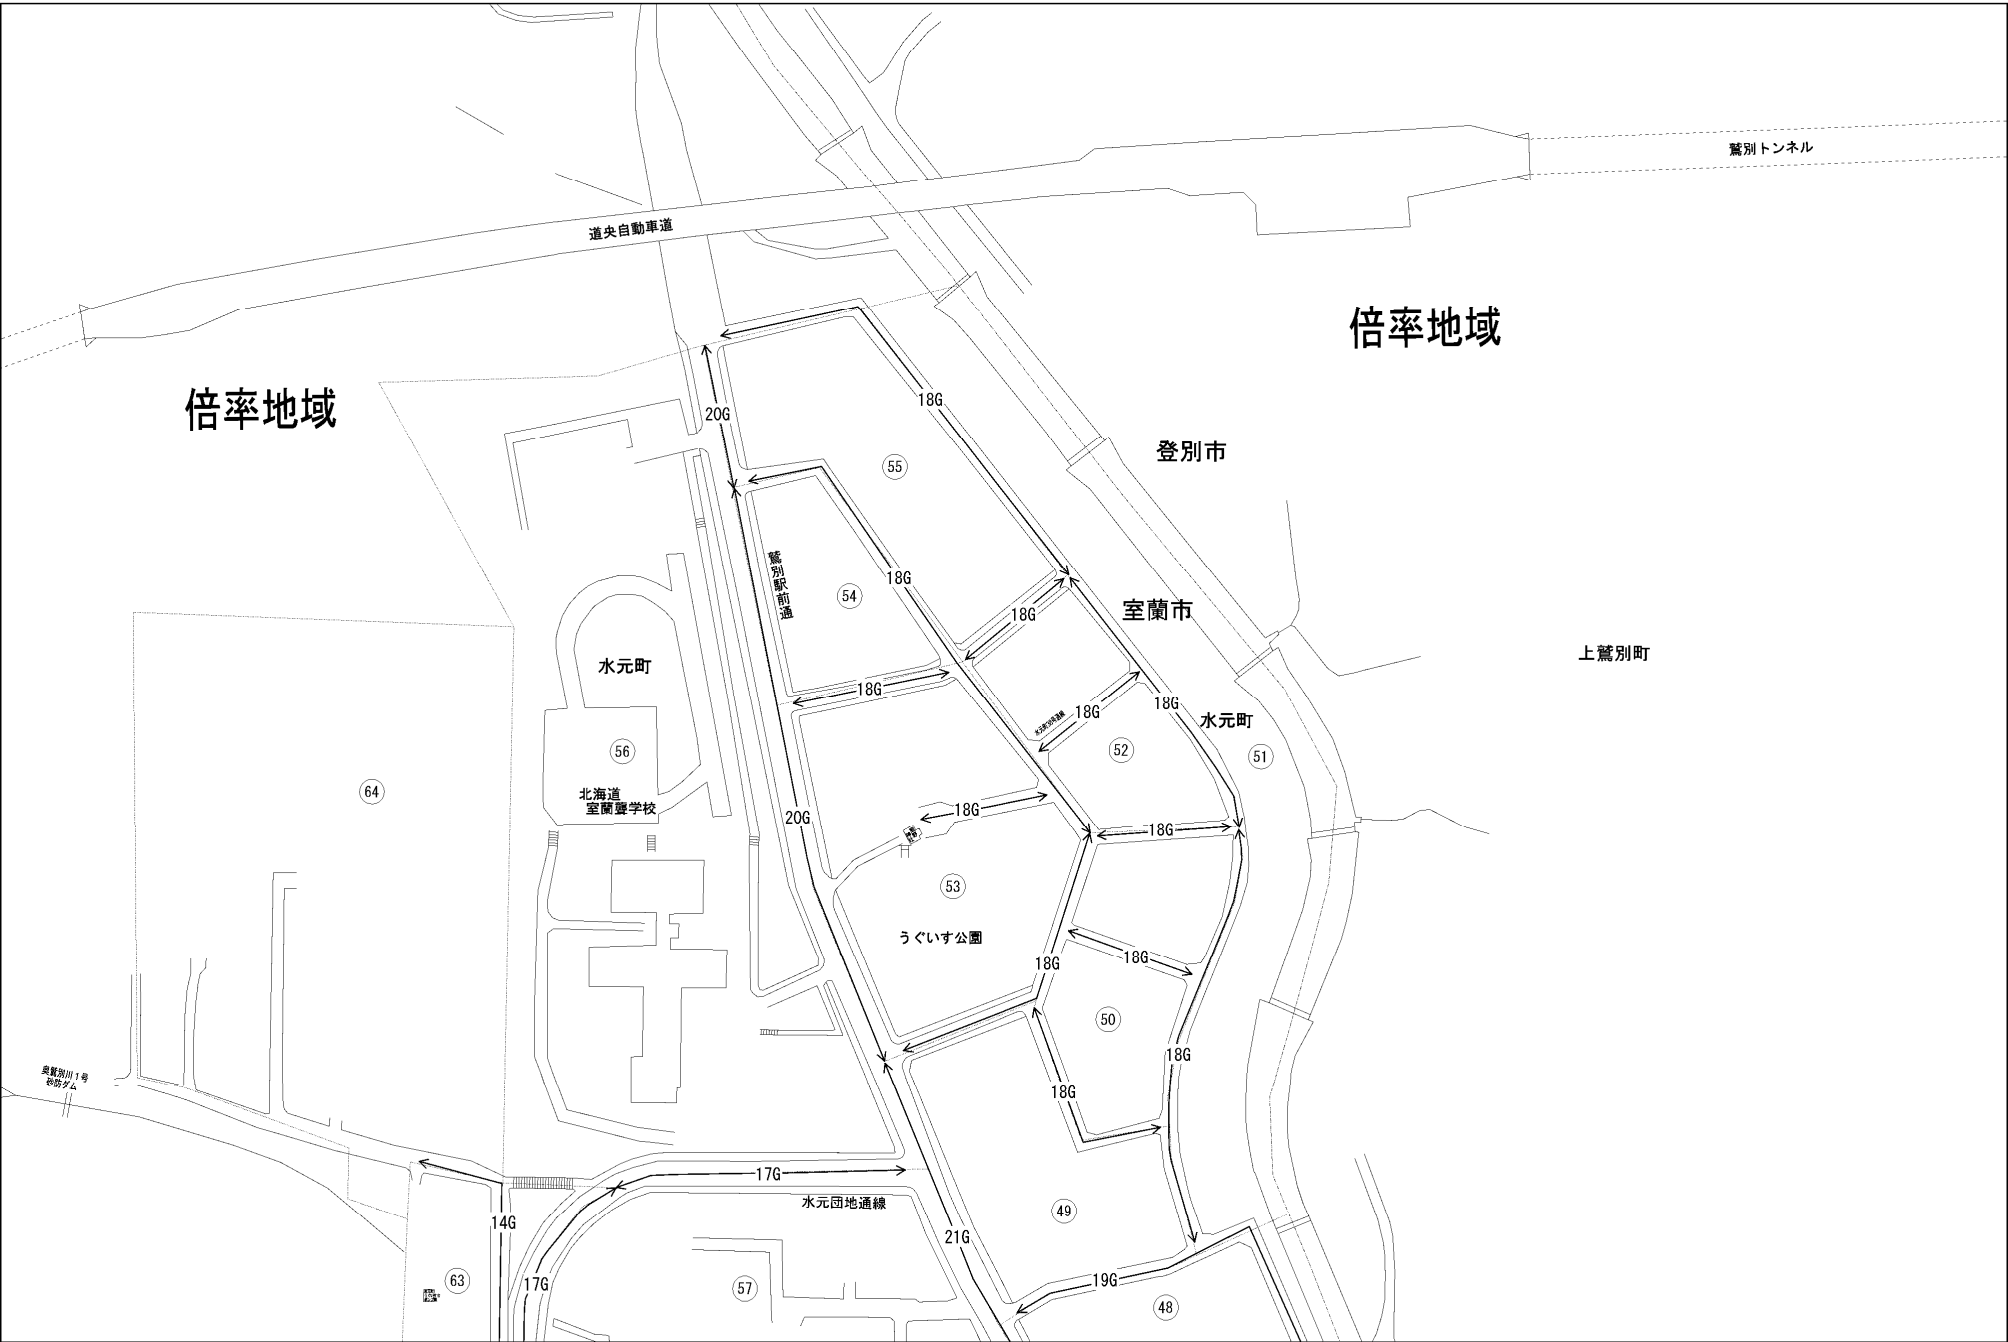 鷲別トンネル
道央自動車道
倍率地域
倍率地域
18G
20G
登別市
55
鷲別駅前通
18G
54
18G
室蘭市
上鷲別町
水元町
18G
18G
18G
水元町
56
52
51
64
北海道
室蘭聾学校
18G
20G
18G
53
うぐいす公園
18G
18G
50
18G
奥鷲別川1号
砂防ダム
18G
17G
水元団地通線
14G
49
21G
63
17G
57
19G
48